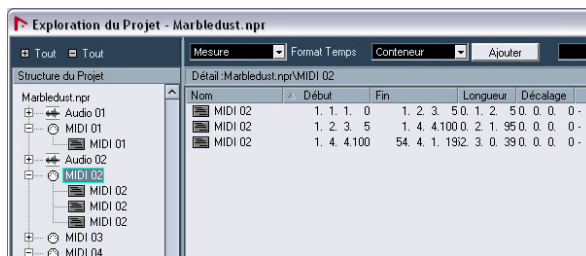 Exploration du Projet - Marbledust.npr
Tout Tout Mesure Format Temps Conteneur Ajouter
Structure du Projet
Détail :Marbledust.npr\MIDI 02
Marbledust.npr
Audio 01
MIDI 01
MIDI 01
Audio 02
MIDI 02
MIDI 02
MIDI 02
MIDI 02
MIDI 03
MIDI 04
Nom Début Fin Longueur Décalage
MIDI 02 1. 1. 1. 0 1. 2. 3. 5 0. 1. 2. 5 0. 0. 0. 0 -
MIDI 02 1. 2. 3. 5 1. 4. 4.100 0. 2. 1. 95 0. 0. 0. 0 -
MIDI 02 1. 4. 4.100 54. 4. 1. 19 0. 0. 0. 0 -